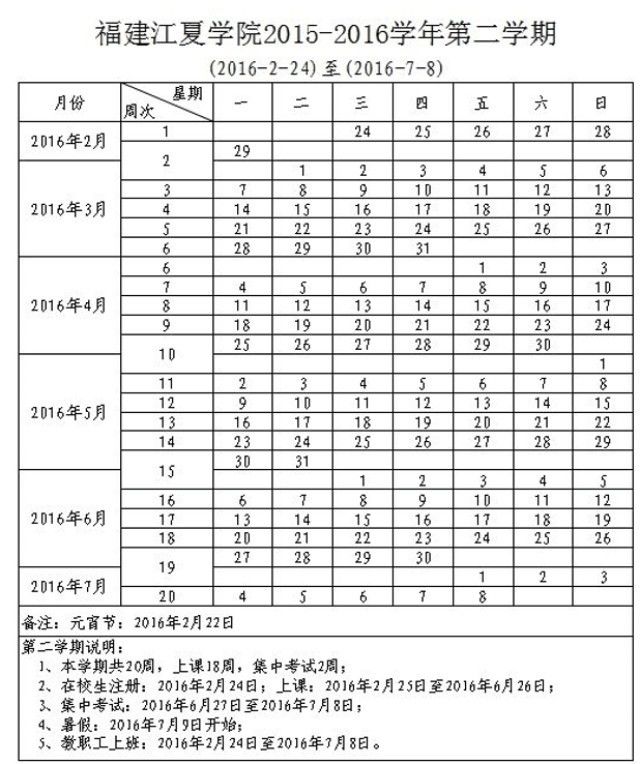 福建江夏学院2015-2016学年第二学期
(2016-2-24)至(2016-7-8)
月份 周次 星期 一 二 三 四 五 六 日
2016年2月 1 24 25 26 27 28
2 29
2016年3月 1 2 3 4 5 6
3 7 8 9 10 11 12 13
4 14 15 16 17 18 19 20
5 21 22 23 24 25 26 27
6 28 29 30 31
2016年4月 6 1 2 3
7 4 5 6 7 8 9 10
8 11 12 13 14 15 16 17
9 18 19 20 21 22 23 24
10 25 26 27 28 29 30
2016年5月 1
11 2 3 4 5 6 7 8
12 9 10 11 12 13 14 15
13 16 17 18 19 20 21 22
14 23 24 25 26 27 28 29
15 30 31
2016年6月 1 2 3 4 5
16 6 7 8 9 10 11 12
17 13 14 15 16 17 18 19
18 20 21 22 23 24 25 26
19 27 28 29 30
2016年7月 1 2 3
20 4 5 6 7 8
备注：元宵节：2016年2月22日
第二学期说明：
1、本学期共20周，上课18周，集中考试2周；
2、在校生注册：2016年2月24日；上课：2016年2月25日至2016年6月26日；
3、集中考试：2016年6月27日至2016年7月8日；
4、暑假：2016年7月9日开始；
5、教职工上班：2016年2月24日至2016年7月8日。